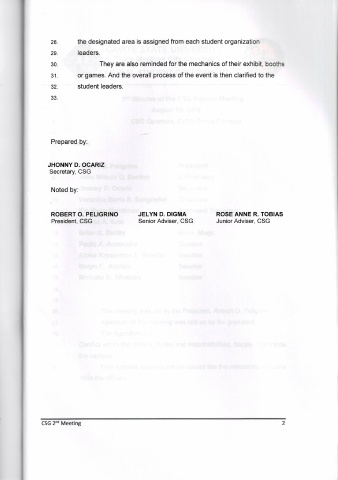 28. the designated area is assigned from each student organization
29. leaders.
30. They are also reminded for the mechanics of their exhibit, booths
31. or games. And the overall process of the event is then clarified to the
32. student leaders.
33.
Prepared by:
JHONNY D. OCARIZ
Secretary, CSG
Noted by:
ROBERT O. PELIGRINO JELYN D. DIGMA ROSE ANNE R. TOBIAS
President, CSG Senior Adviser, CSG Junior Adviser, CSG
CSG 2nd Meeting 2